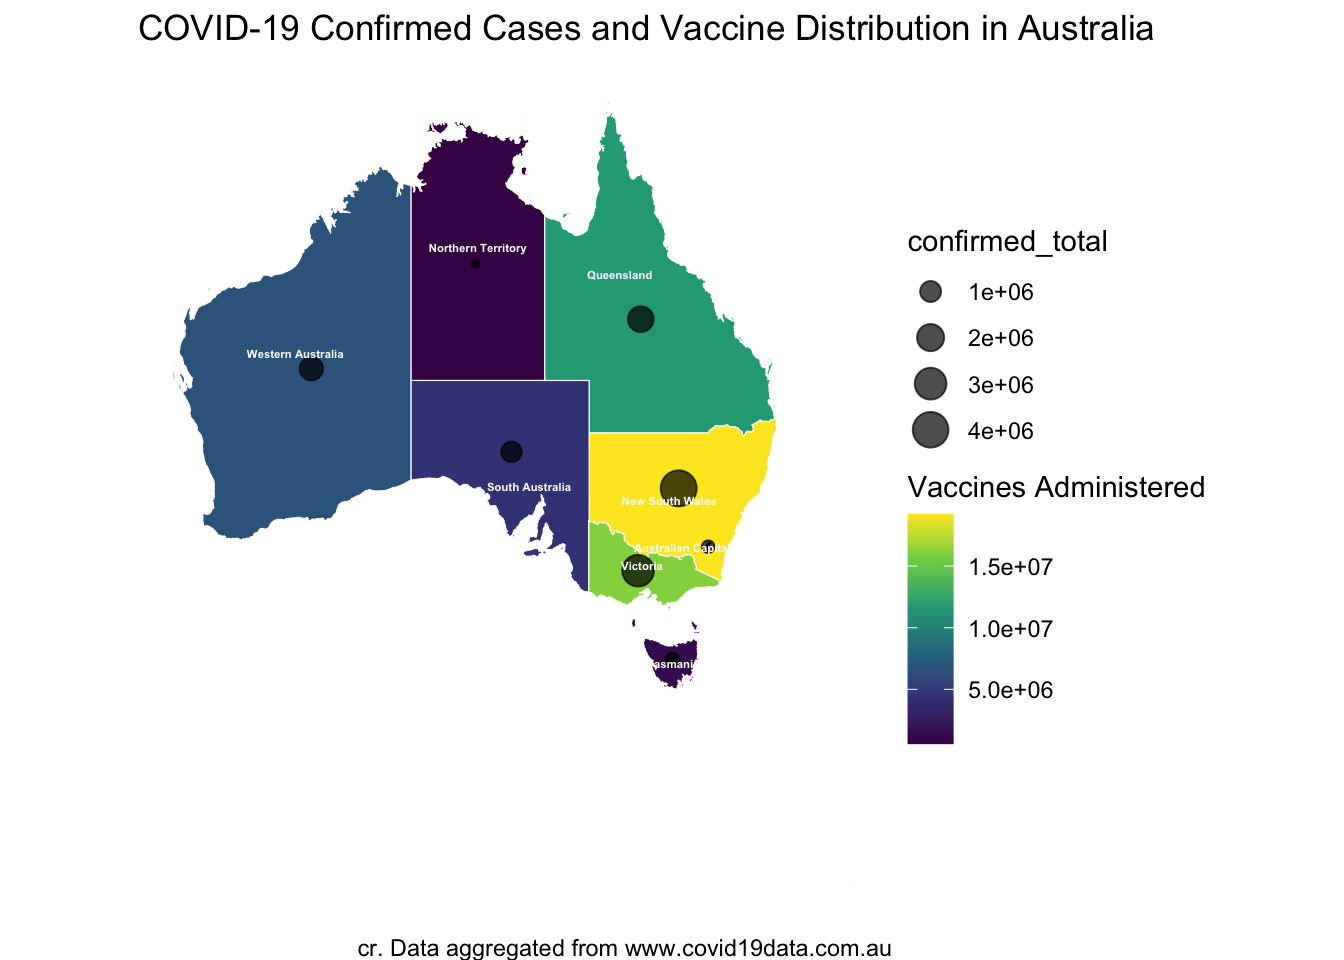 COVID-19 Confirmed Cases and Vaccine Distribution in Australia
Northern Territory
Queensland
Western Australia
South Australia
New South Wales
Australian Capital
Victoria
confirmed_total
1e+06
2e+06
3e+06
4e+06
Vaccines Administered
1.5e+07
1.0e+07
5.0e+06
cr. Data aggregated from www.covid19data.com.au